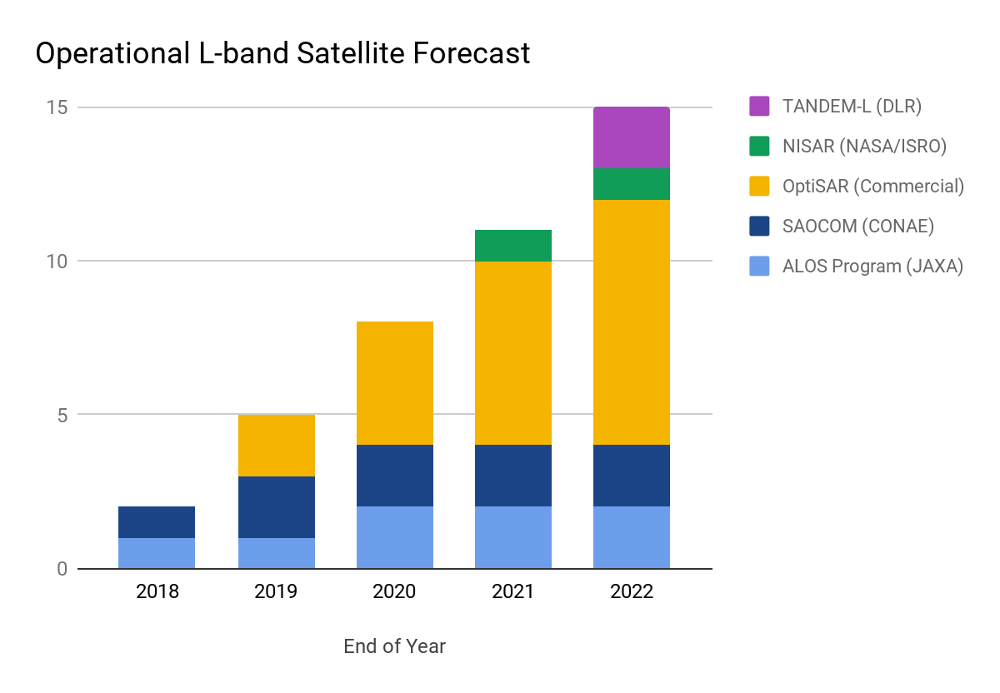 Operational L-band Satellite Forecast
15
10
5
0
2018 2019 2020 2021 2022
End of Year
TANDEM-L (DLR)
NISAR (NASA/ISRO)
OptiSAR (Commercial)
SAOCOM (CONAE)
ALOS Program (JAXA)